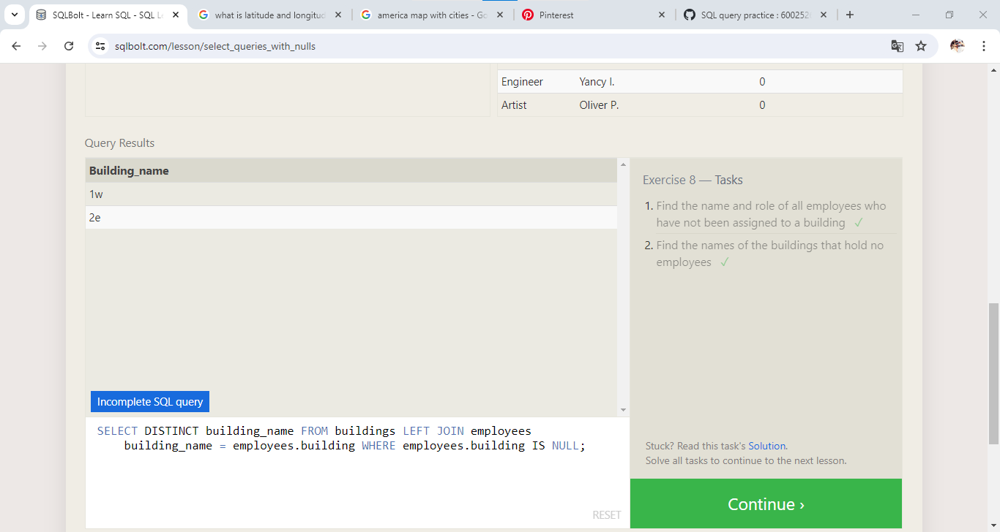 SQLBolt - Learn SQL - SQL Le
what is latitude and longitud
america map with cities - Go
Pinterest
SQL query practice : 6002526
sqlbolt.com/lesson/select_queries_with_nulls
Engineer Yancy I. 0
Artist Oliver P. 0
Query Results
Building_name
1w
2e
Incomplete SQL query
SELECT DISTINCT building_name FROM buildings LEFT JOIN employees
building_name = employees.building WHERE employees.building IS NULL;
RESET
Exercise 8 — Tasks
1. Find the name and role of all employees who
have not been assigned to a building ✓
2. Find the names of the buildings that hold no
employees ✓
Stuck? Read this task's Solution.
Solve all tasks to continue to the next lesson.
Continue ›